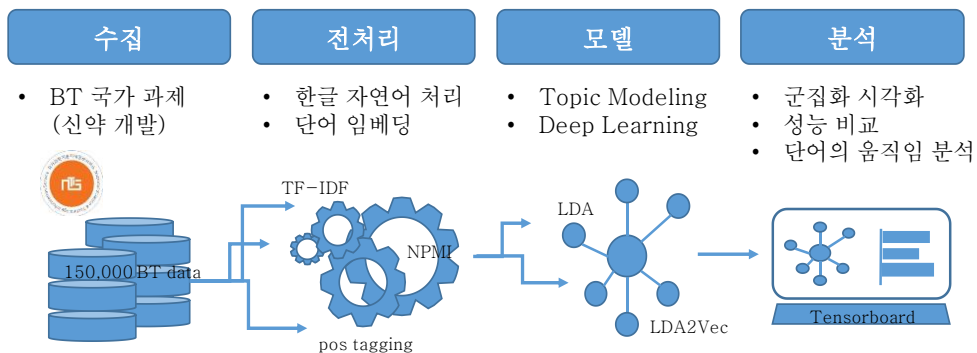 수집
전처리
모델
분석
• BT 국가 과제
(신약 개발)
• 한글 자연어 처리
• 단어 임베딩
• Topic Modeling
• Deep Learning
• 군집화 시각화
• 성능 비교
• 단어의 움직임 분석
TF-IDF
LDA
NPMI
150,000 BT data
LDA2Vec
Tensorboard
pos tagging